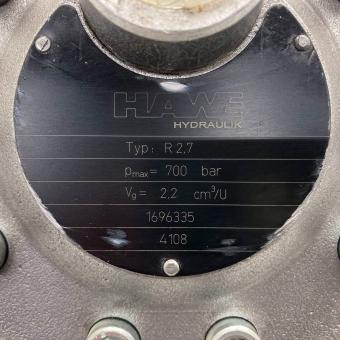 HAWE
HYDRAULIK
Typ: R 2,7
pmax= 700 bar
Vg = 2,2 cm³/U
1696335
4108